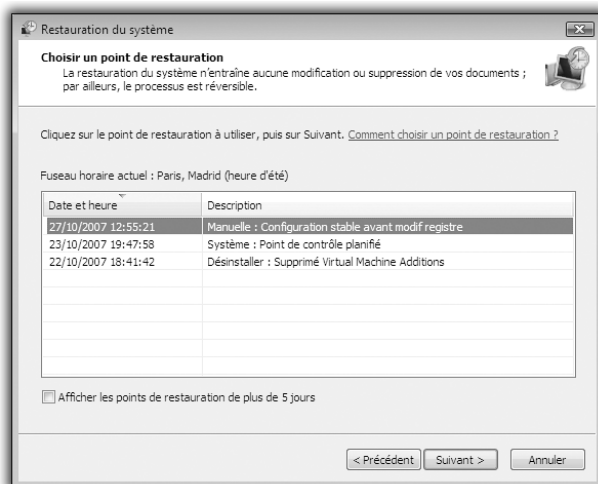 Restauration du système
Choisir un point de restauration
La restauration du système n'entraîne aucune modification ou suppression de vos documents ;
par ailleurs, le processus est réversible.
Cliquez sur le point de restauration à utiliser, puis sur Suivant. Comment choisir un point de restauration ?
Fuseau horaire actuel : Paris, Madrid (heure d'été)
Date et heure Description
27/10/2007 12:55:21 Manuelle : Configuration stable avant modif registre
23/10/2007 19:47:58 Système : Point de contrôle planifié
22/10/2007 18:41:42 Désinstaller : Supprimé Virtual Machine Additions
Afficher les points de restauration de plus de 5 jours
< Précédent Suivant > Annuler